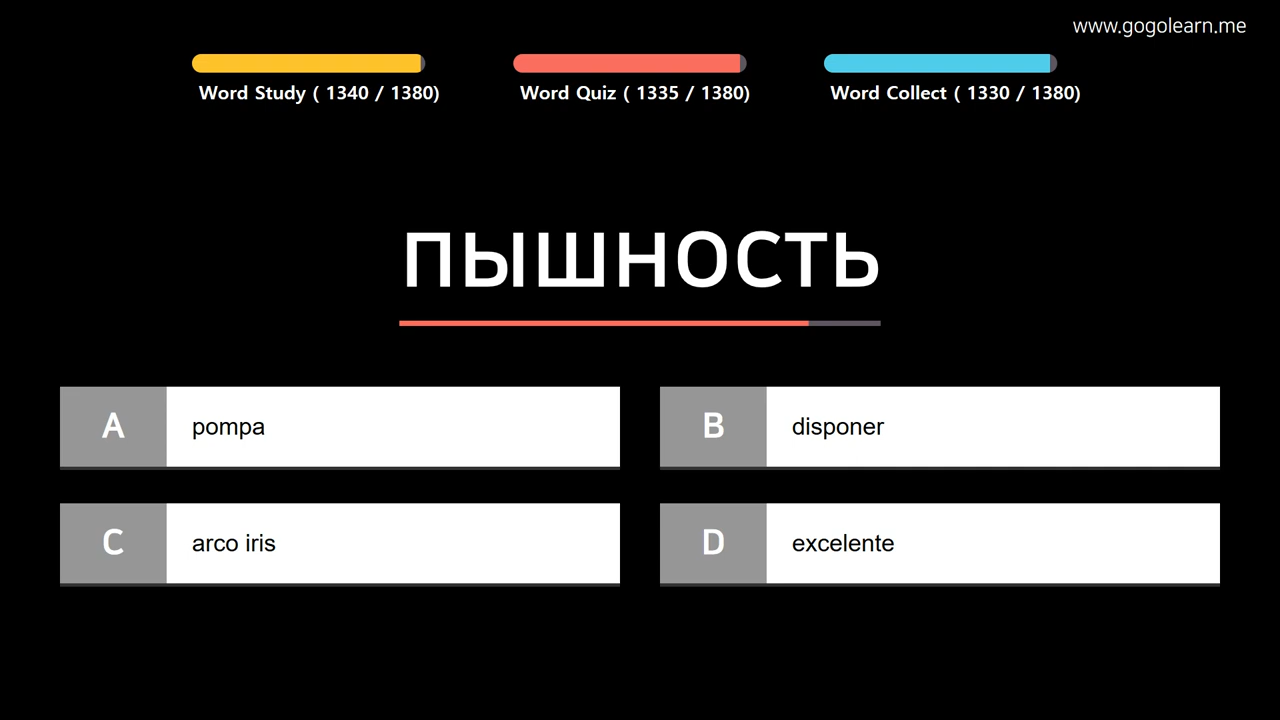 www.gogolearn.me
Word Study ( 1340 / 1380)
Word Quiz ( 1335 / 1380)
Word Collect ( 1330 / 1380)
пышность
A pompa
B disponer
C arco iris
D excelente